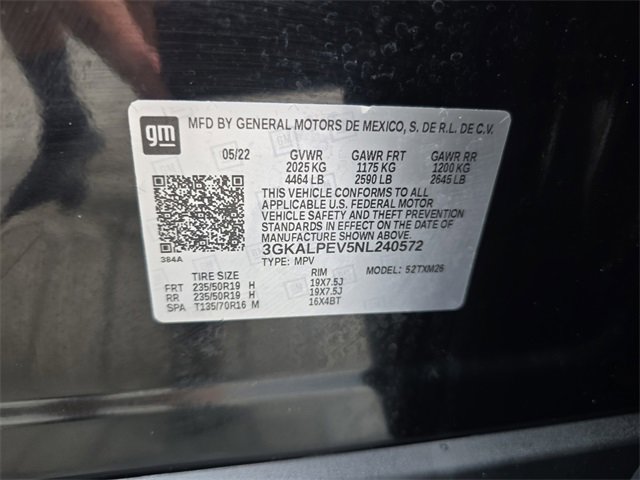 gm
MFD BY GENERAL MOTORS DE MEXICO, S. DE R.L. DE C.V.
05/22 GVWR GAWR FRT GAWR RR
2025 KG 1175 KG 1200 KG
4464 LB 2590 LB 2645 LB
THIS VEHICLE CONFORMS TO ALL
APPLICABLE U.S. FEDERAL MOTOR
VEHICLE SAFETY AND THEFT PREVENTION
STANDARDS IN EFFECT ON THE DATE OF
MANUFACTURE SHOWN ABOVE.
3GKALPEV5NL240572
384A
TYPE: MPV MODEL: 52TXM26
TIRE SIZE RIM
FRT 235/50R19 H 19X7.5J
RR 235/50R19 H 19X7.5J
SPA T135/70R16 M 16X4BT